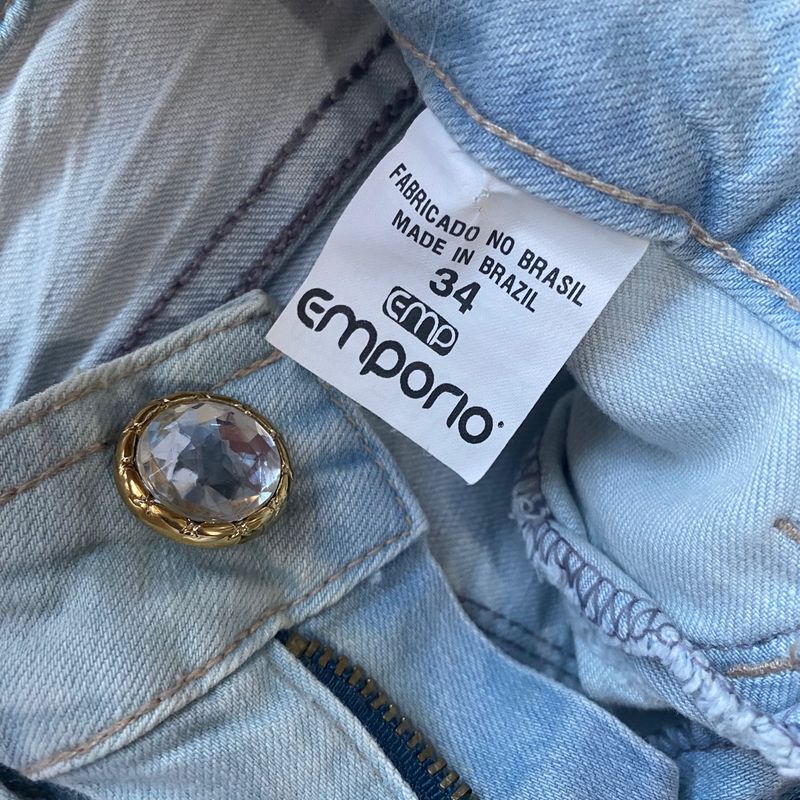 FABRICADO NO BRASIL
MADE IN BRAZIL
34
EMP
EMPORIO